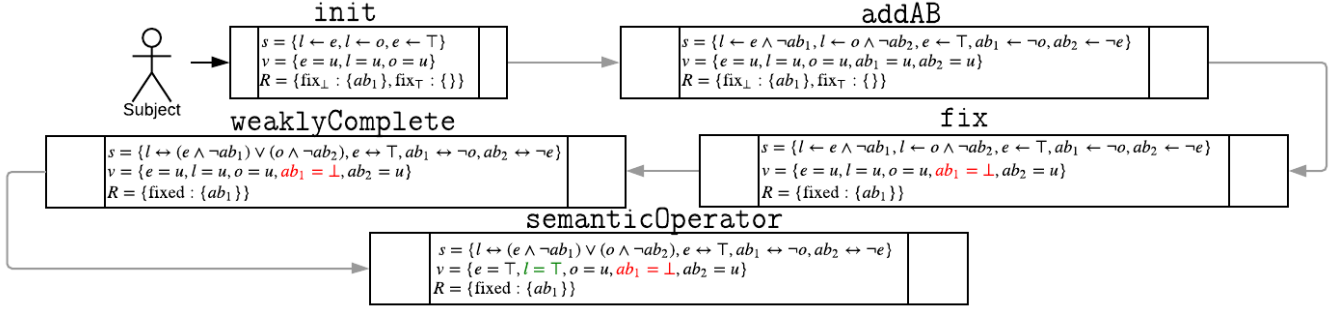 init
s = {l ← e, l ← o, e ← ⊤}
v = {e = u, l = u, o = u}
R = {fix⊥ : {ab₁}, fix⊤ : {}}
Subject
addAB
s = {l ← e ∧ ¬ab₁, l ← o ∧ ¬ab₂, e ← ⊤, ab₁ ← ¬o, ab₂ ← ¬e}
v = {e = u, l = u, o = u, ab₁ = u, ab₂ = u}
R = {fix⊥ : {ab₁}, fix⊤ : {}}
fix
s = {l ← e ∧ ¬ab₁, l ← o ∧ ¬ab₂, e ← ⊤, ab₁ ← ¬o, ab₂ ← ¬e}
v = {e = u, l = u, o = u, ab₁ = ⊥, ab₂ = u}
R = {fixed : {ab₁}}
weaklyComplete
s = {l ↔ (e ∧ ¬ab₁) ∨ (o ∧ ¬ab₂), e ↔ ⊤, ab₁ ↔ ¬o, ab₂ ↔ ¬e}
v = {e = u, l = u, o = u, ab₁ = ⊥, ab₂ = u}
R = {fixed : {ab₁}}
semanticOperator
s = {l ↔ (e ∧ ¬ab₁) ∨ (o ∧ ¬ab₂), e ↔ ⊤, ab₁ ↔ ¬o, ab₂ ↔ ¬e}
v = {e = ⊤, l = ⊤, o = u, ab₁ = ⊥, ab₂ = u}
R = {fixed : {ab₁}}